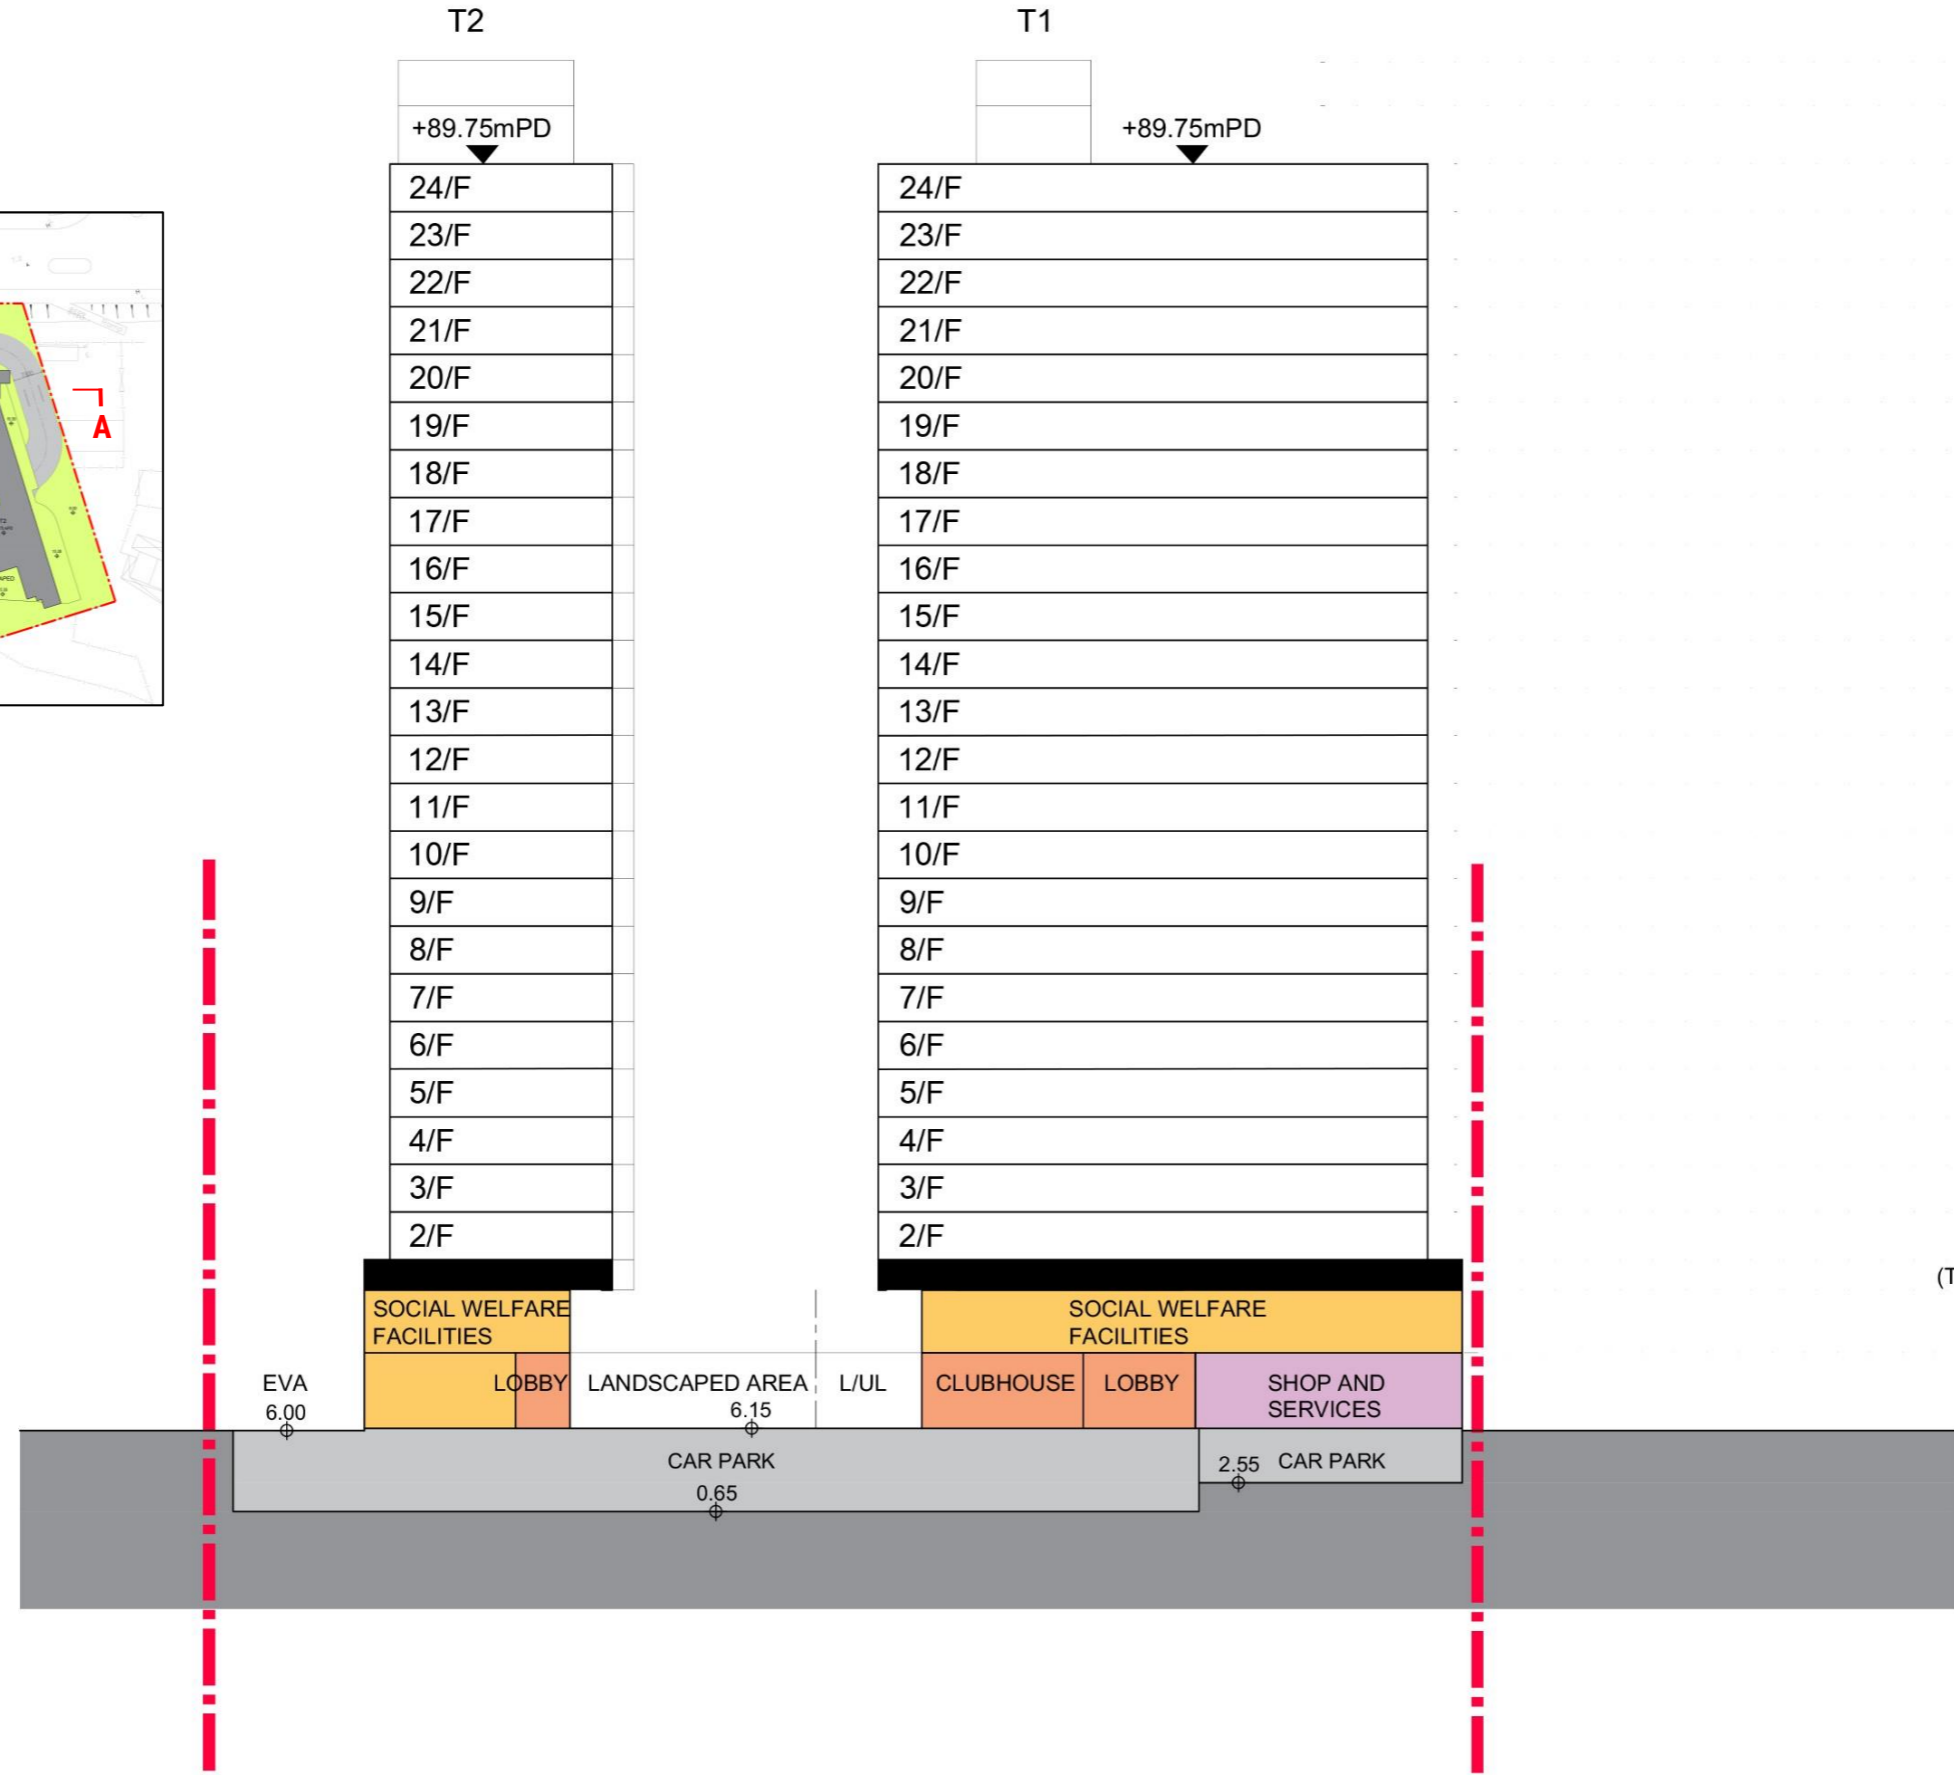 T2
T1
+89.75mPD
+89.75mPD
24/F
23/F
22/F
21/F
20/F
19/F
18/F
17/F
16/F
15/F
14/F
13/F
12/F
11/F
10/F
9/F
8/F
7/F
6/F
5/F
4/F
3/F
2/F
24/F
23/F
22/F
21/F
20/F
19/F
18/F
17/F
16/F
15/F
14/F
13/F
12/F
11/F
10/F
9/F
8/F
7/F
6/F
5/F
4/F
3/F
2/F
A
(T
SOCIAL WELFARE
FACILITIES
SOCIAL WELFARE
FACILITIES
EVA
6.00
LOBBY
LANDSCAPED AREA
6.15
L/UL
CLUBHOUSE
LOBBY
SHOP AND
SERVICES
CAR PARK
0.65
2.55
CAR PARK